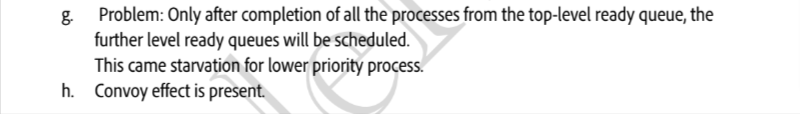 g. Problem: Only after completion of all the processes from the top-level ready queue, the
further level ready queues will be scheduled.
This came starvation for lower priority process.
h. Convoy effect is present.